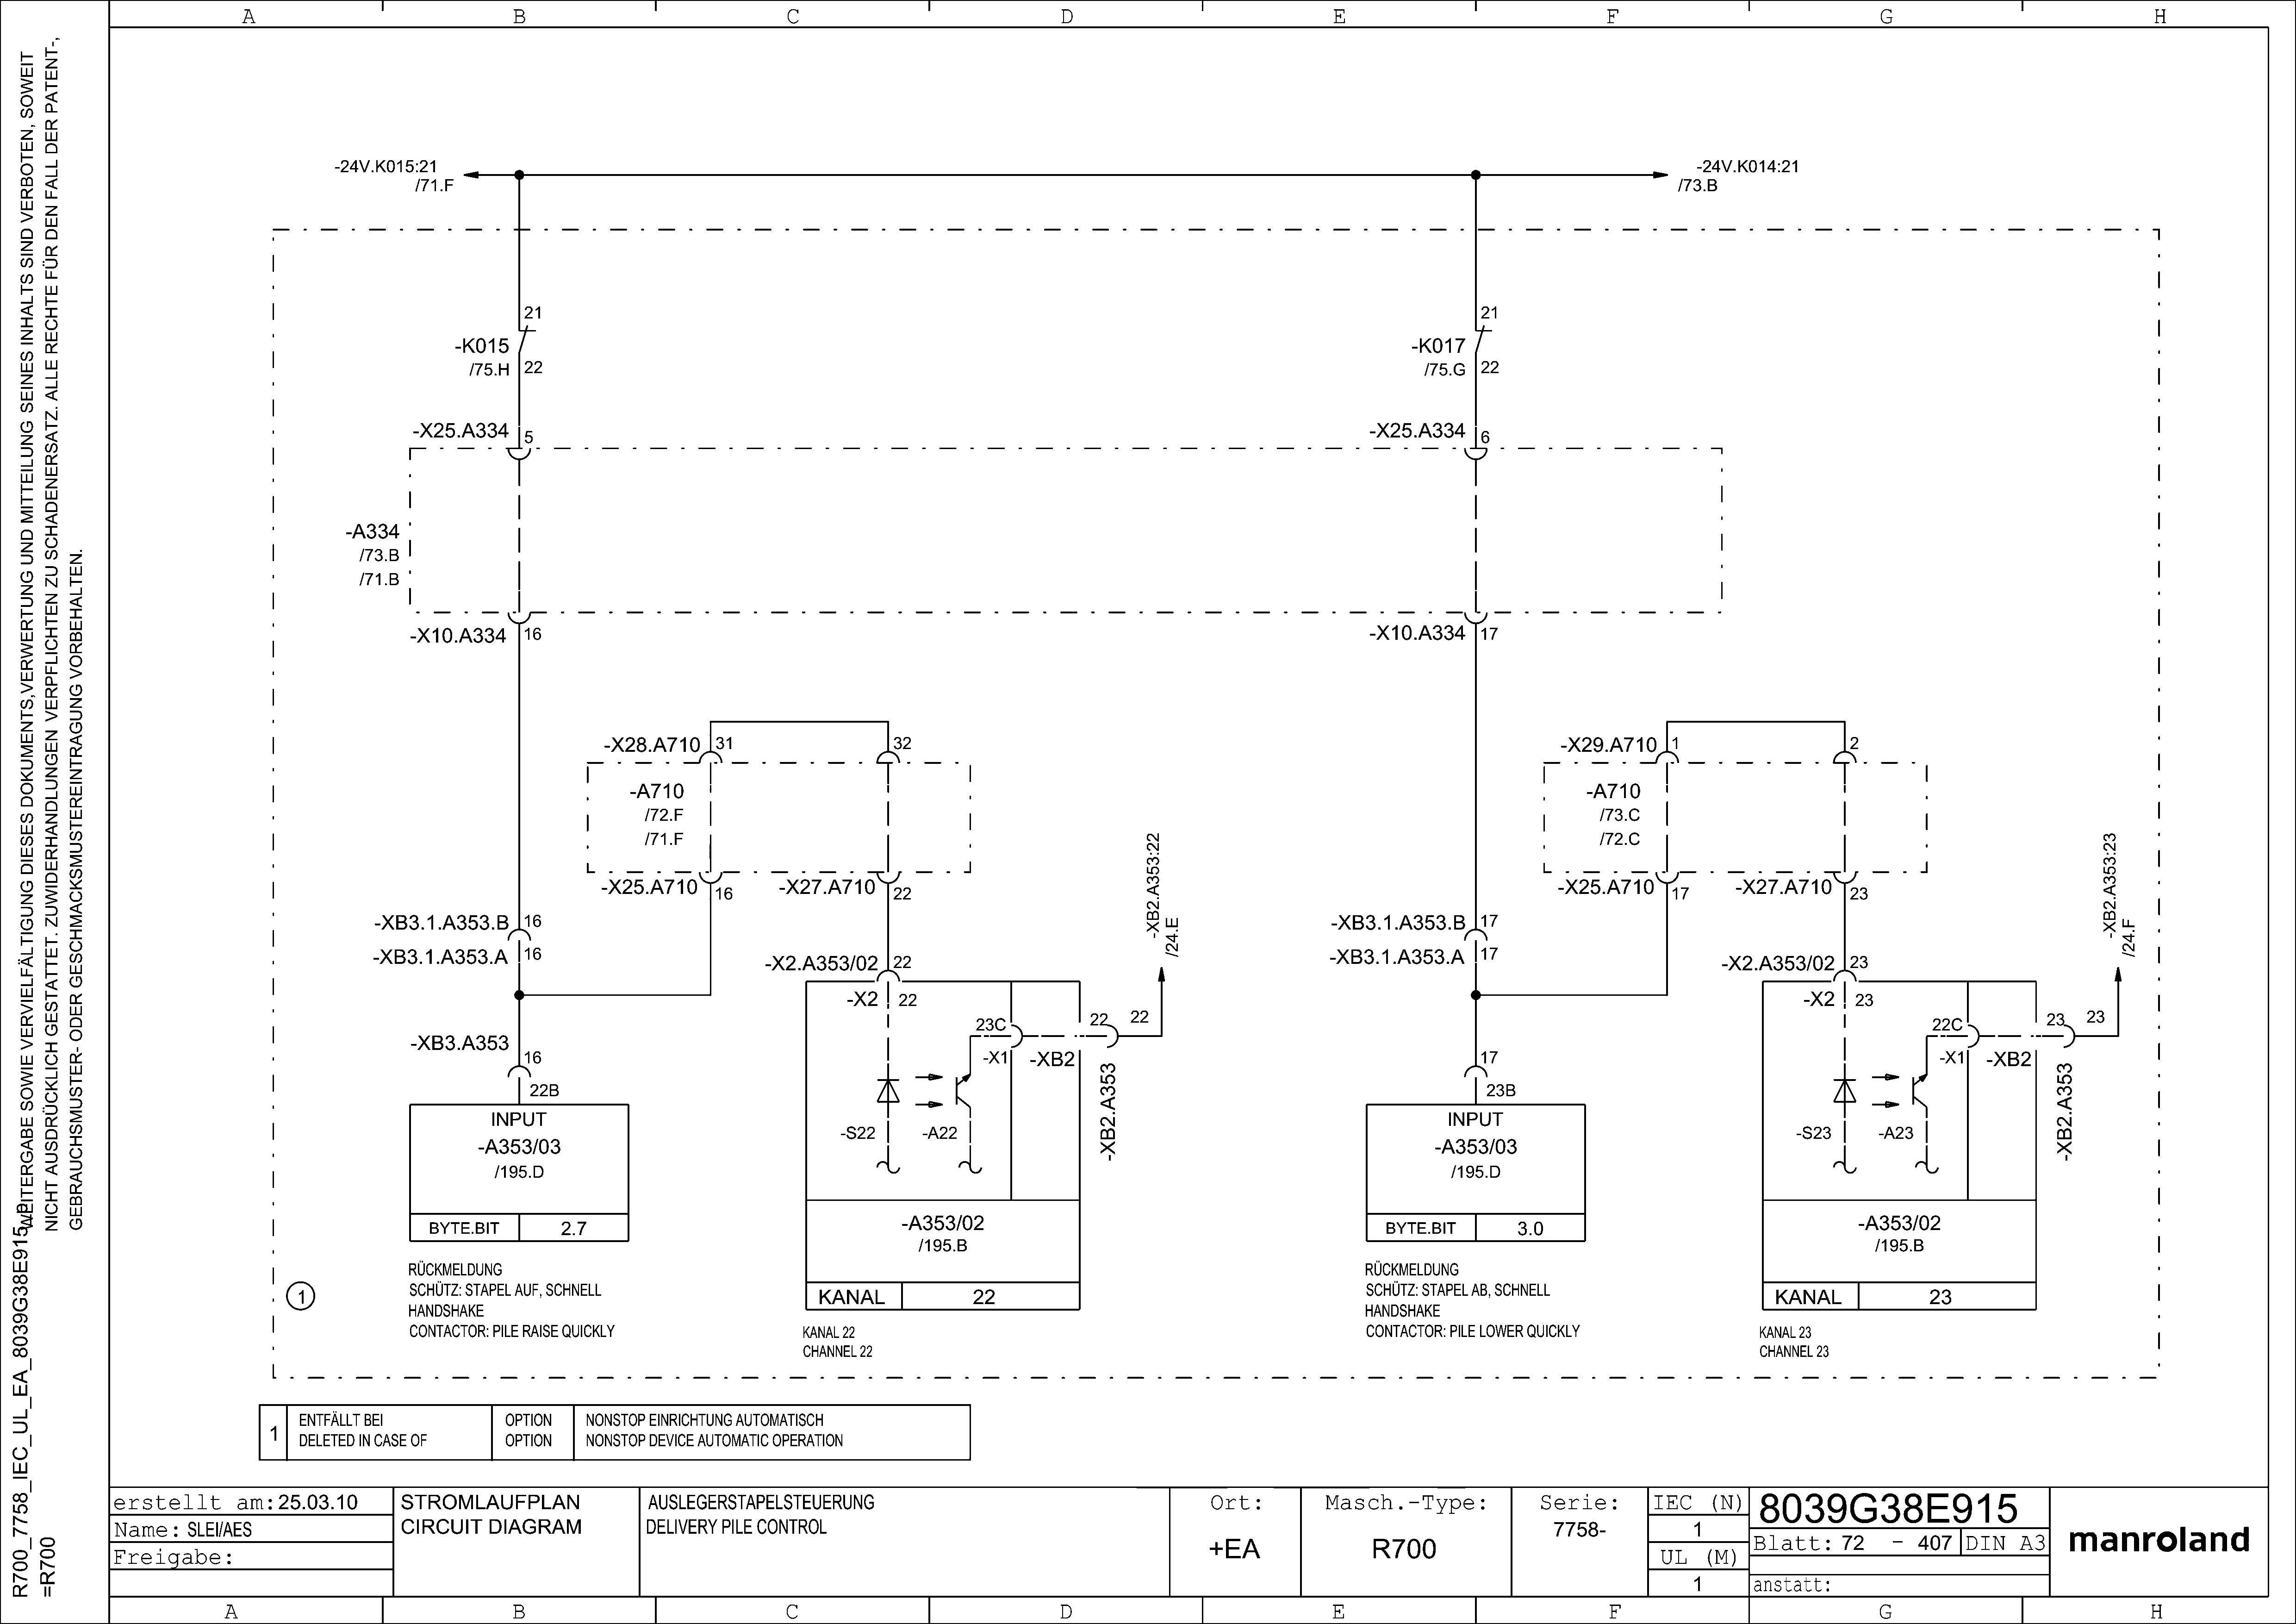 A B C D E F G H
WEITERGABE SOWIE VERVIELFÄLTIGUNG DIESES DOKUMENTS,VERWERTUNG UND MITTEILUNG SEINES INHALTS SIND VERBOTEN, SOWEIT
NICHT AUSDRÜCKLICH GESTATTET. ZUWIDERHANDLUNGEN VERPFLICHTEN ZU SCHADENERSATZ. ALLE RECHTE FÜR DEN FALL DER PATENT-,
GEBRAUCHSMUSTER- ODER GESCHMACKSMUSTEREINTRAGUNG VORBEHALTEN.
-24V.K015:21
/71.F
-24V.K014:21
/73.B
21
-K015
/75.H 22
21
-K017
/75.G 22
-X25.A334 5
-X25.A334 6
-A334
/73.B
/71.B
-X10.A334 16
-X10.A334 17
-X28.A710 31 32
-A710
/72.F
/71.F
-X25.A710 16
-X27.A710 22
-X29.A710 1 2
-A710
/73.C
/72.C
-X25.A710 17
-X27.A710 23
-XB3.1.A353.B 16
-XB3.1.A353.A 16
-XB3.A353
16
22B
INPUT
-A353/03
/195.D
BYTE.BIT 2.7
RÜCKMELDUNG
SCHÜTZ: STAPEL AUF, SCHNELL
HANDSHAKE
CONTACTOR: PILE RAISE QUICKLY
-X2.A353/02 22
-X2 22
23C
-X1
-XB2
22 22
-XB2.A353
-XB2.A353:22
/24.E
-S22
-A22
-A353/02
/195.B
KANAL 22
KANAL 22
CHANNEL 22
-XB3.1.A353.B 17
-XB3.1.A353.A 17
17
23B
INPUT
-A353/03
/195.D
BYTE.BIT 3.0
RÜCKMELDUNG
SCHÜTZ: STAPEL AB, SCHNELL
HANDSHAKE
CONTACTOR: PILE LOWER QUICKLY
-X2.A353/02 23
-X2 23
22C
-X1
-XB2
23 23
-XB2.A353
-XB2.A353:23
/24.F
-S23
-A23
-A353/02
/195.B
KANAL 23
KANAL 23
CHANNEL 23
1
1
ENTFÄLLT BEI OPTION NONSTOP EINRICHTUNG AUTOMATISCH
DELETED IN CASE OF OPTION NONSTOP DEVICE AUTOMATIC OPERATION
R700_7758_IEC_UL_EA_8039G38E915_D
=R700
erstellt am: 25.03.10
Name: SLEI/AES
Freigabe:
STROMLAUFPLAN
CIRCUIT DIAGRAM
AUSLEGERSTAPELSTEUERUNG
DELIVERY PILE CONTROL
Ort:
+EA
Masch.-Type:
R700
Serie:
7758-
IEC (N)
1
UL (M)
1
8039G38E915
Blatt: 72 - 407 DIN A3
anstatt:
manroland
A B C D E F G H